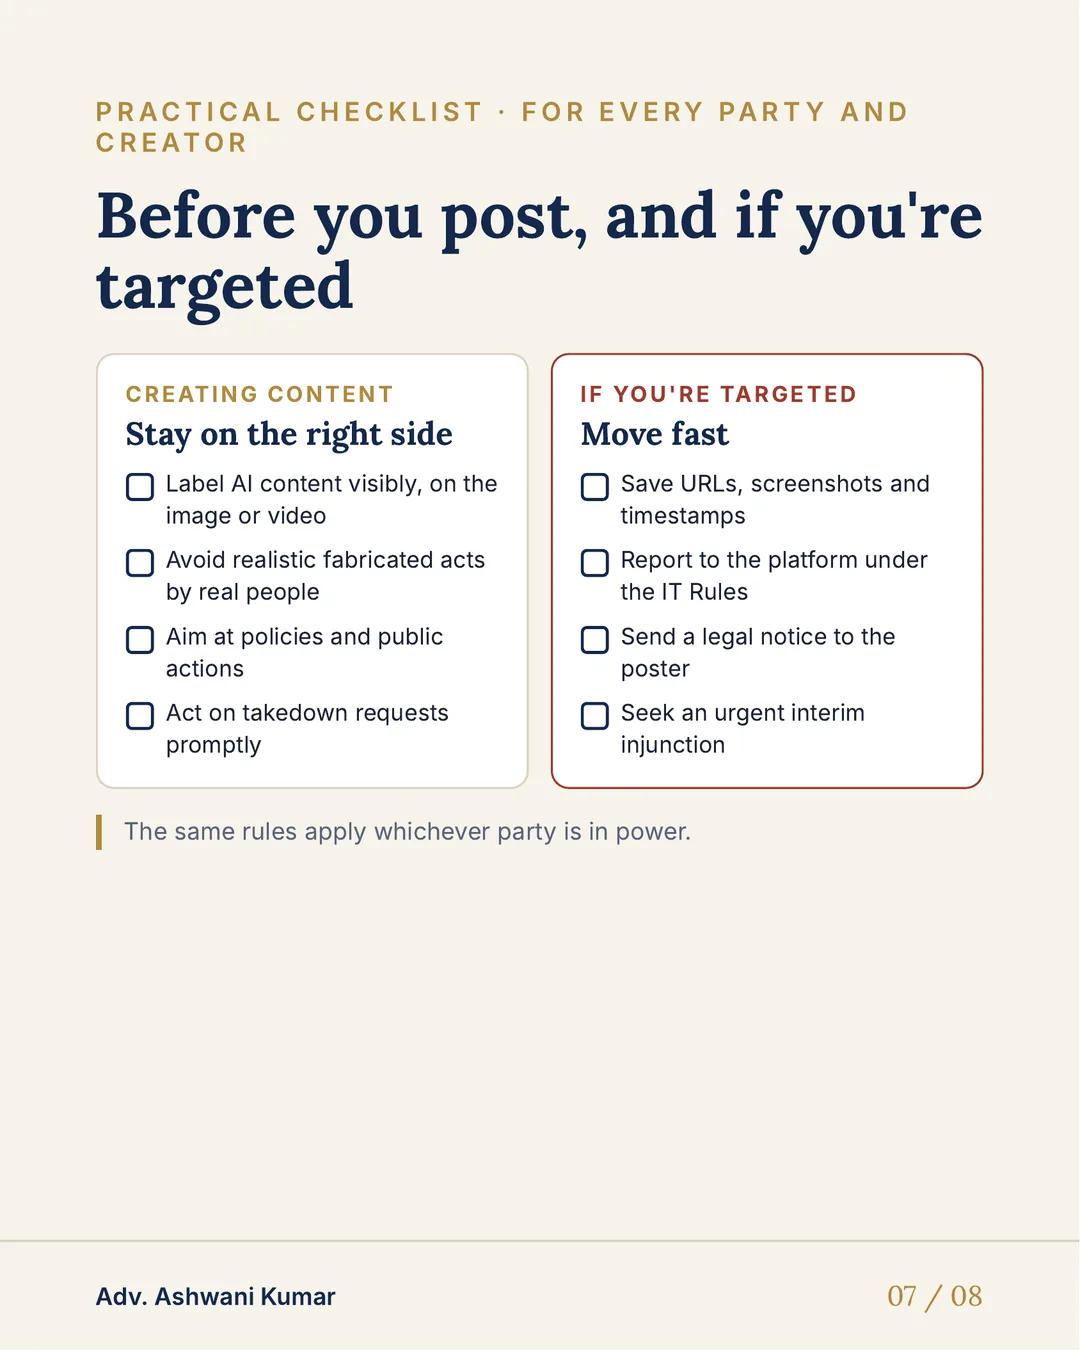 PRACTICAL CHECKLIST · FOR EVERY PARTY AND
CREATOR
Before you post, and if you're
targeted
CREATING CONTENT
Stay on the right side
Label AI content visibly, on the
image or video
Avoid realistic fabricated acts
by real people
Aim at policies and public
actions
Act on takedown requests
promptly
IF YOU'RE TARGETED
Move fast
Save URLs, screenshots and
timestamps
Report to the platform under
the IT Rules
Send a legal notice to the
poster
Seek an urgent interim
injunction
The same rules apply whichever party is in power.
Adv. Ashwani Kumar
07 / 08